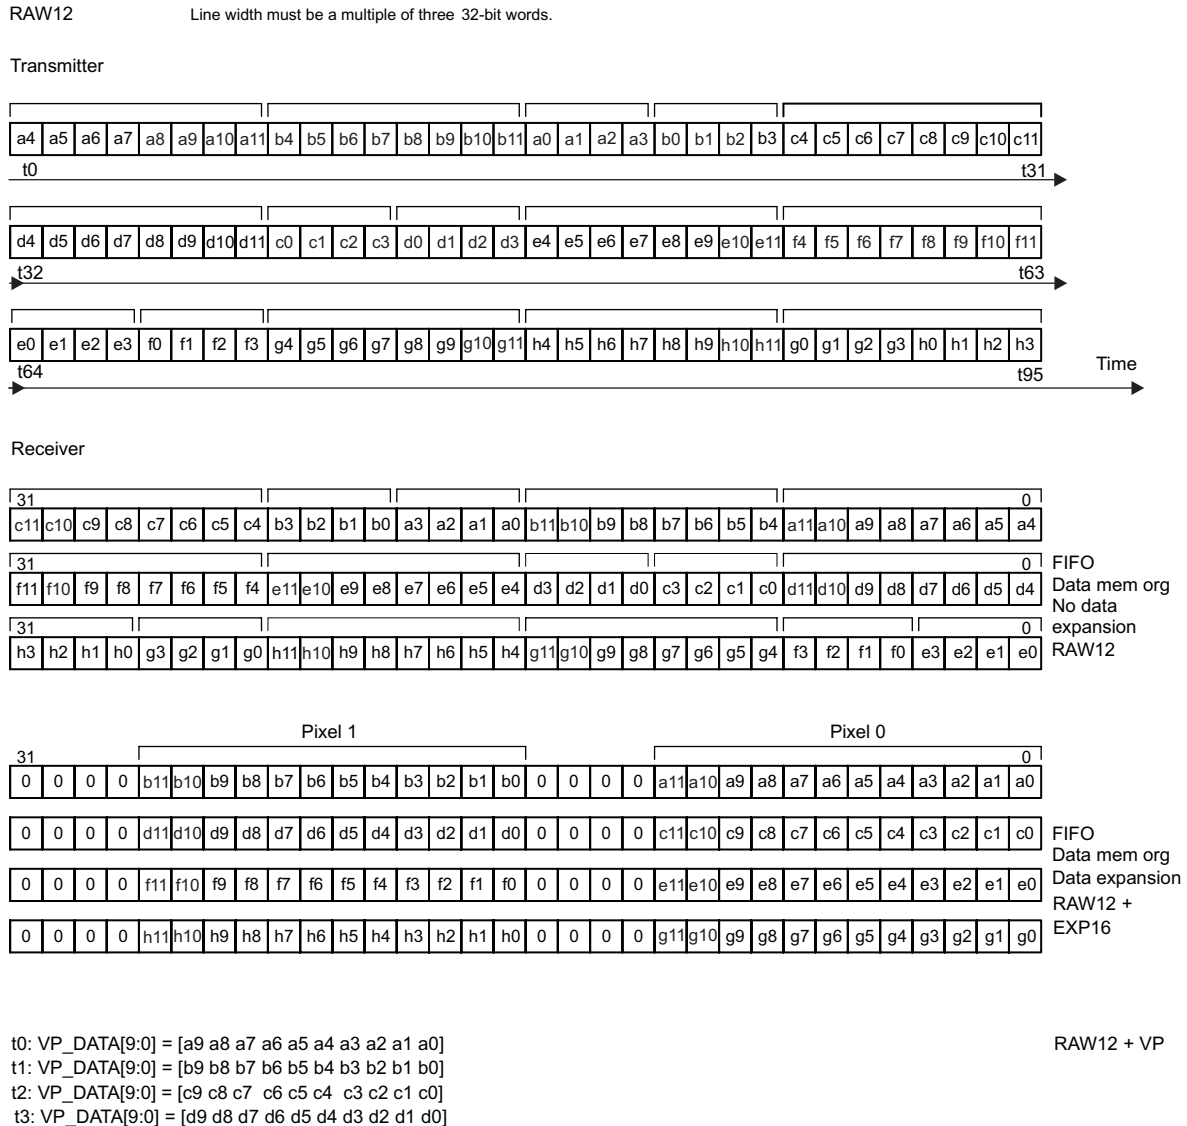 RAW12 Line width must be a multiple of three 32-bit words.
Transmitter
a4 a5 a6 a7 a8 a9 a10 a11 b4 b5 b6 b7 b8 b9 b10 b11 a0 a1 a2 a3 b0 b1 b2 b3 c4 c5 c6 c7 c8 c9 c10 c11
t0 t31
d4 d5 d6 d7 d8 d9 d10 d11 c0 c1 c2 c3 d0 d1 d2 d3 e4 e5 e6 e7 e8 e9 e10 e11 f4 f5 f6 f7 f8 f9 f10 f11
t32 t63
e0 e1 e2 e3 f0 f1 f2 f3 g4 g5 g6 g7 g8 g9 g10 g11 h4 h5 h6 h7 h8 h9 h10 h11 g0 g1 g2 g3 h0 h1 h2 h3
t64 t95 Time
Receiver
31 0
c11 c10 c9 c8 c7 c6 c5 c4 b3 b2 b1 b0 a3 a2 a1 a0 b11 b10 b9 b8 b7 b6 b5 b4 a11 a10 a9 a8 a7 a6 a5 a4
31 0 FIFO
f11 f10 f9 f8 f7 f6 f5 f4 e11 e10 e9 e8 e7 e6 e5 e4 d3 d2 d1 d0 c3 c2 c1 c0 d11 d10 d9 d8 d7 d6 d5 d4 Data mem org
No data
31 0 expansion
h3 h2 h1 h0 g3 g2 g1 g0 h11 h10 h9 h8 h7 h6 h5 h4 g11 g10 g9 g8 g7 g6 g5 g4 f3 f2 f1 f0 e3 e2 e1 e0 RAW12
Pixel 1 Pixel 0
31 0
0 0 0 0 b11 b10 b9 b8 b7 b6 b5 b4 b3 b2 b1 b0 0 0 0 0 a11 a10 a9 a8 a7 a6 a5 a4 a3 a2 a1 a0
0 0 0 0 d11 d10 d9 d8 d7 d6 d5 d4 d3 d2 d1 d0 0 0 0 0 c11 c10 c9 c8 c7 c6 c5 c4 c3 c2 c1 c0 FIFO
Data mem org
0 0 0 0 f11 f10 f9 f8 f7 f6 f5 f4 f3 f2 f1 f0 0 0 0 0 e11 e10 e9 e8 e7 e6 e5 e4 e3 e2 e1 e0 Data expansion
RAW12 +
0 0 0 0 h11 h10 h9 h8 h7 h6 h5 h4 h3 h2 h1 h0 0 0 0 0 g11 g10 g9 g8 g7 g6 g5 g4 g3 g2 g1 g0 EXP16
t0: VP_DATA[9:0] = [a9 a8 a7 a6 a5 a4 a3 a2 a1 a0] RAW12 + VP
t1: VP_DATA[9:0] = [b9 b8 b7 b6 b5 b4 b3 b2 b1 b0]
t2: VP_DATA[9:0] = [c9 c8 c7 c6 c5 c4 c3 c2 c1 c0]
t3: VP_DATA[9:0] = [d9 d8 d7 d6 d5 d4 d3 d2 d1 d0]